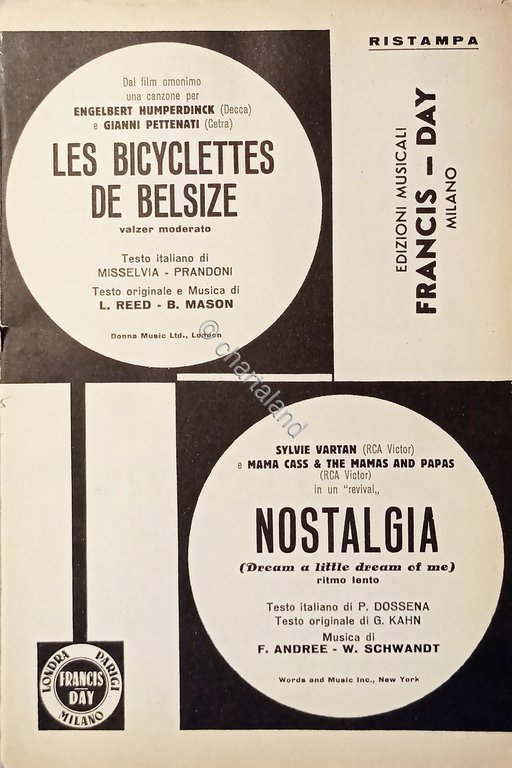 RISTAMPA
Dal film omonimo
una canzone per
ENGELBERT HUMPERDINCK (Decca)
e GIANNI PETTENATI (Cetra)
LES BICYCLETTES
DE BELSIZE
valzer moderato
Testo italiano di
MISSELVIA - PRANDONI
Testo originale e Musica di
L. REED - B. MASON
Donna Music Ltd., London
EDIZIONI MUSICALI
FRANCIS - DAY
MILANO
© chartaland
SYLVIE VARTAN (RCA Victor)
e MAMA CASS & THE MAMAS AND PAPAS
(RCA Victor)
in un "revival„
NOSTALGIA
(Dream a little dream of me)
ritmo lento
Testo italiano di P. DOSSENA
Testo originale di G. KAHN
Musica di
F. ANDREE - W. SCHWANDT
Words and Music Inc., New York
LONDRA PARIGI
FRANCIS
DAY
MILANO